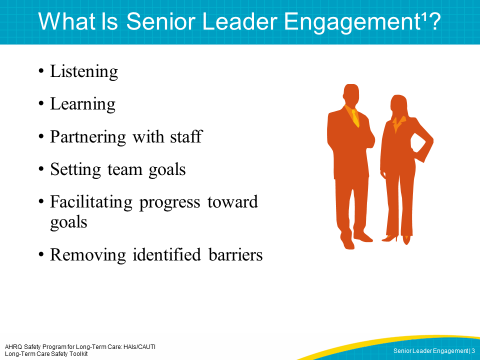 What Is Senior Leader Engagement¹?
• Listening
• Learning
• Partnering with staff
• Setting team goals
• Facilitating progress toward
goals
• Removing identified barriers
AHRQ Safety Program for Long-Term Care: HAIs/CAUTI
Long-Term Care Safety Toolkit
Senior Leader Engagement| 3